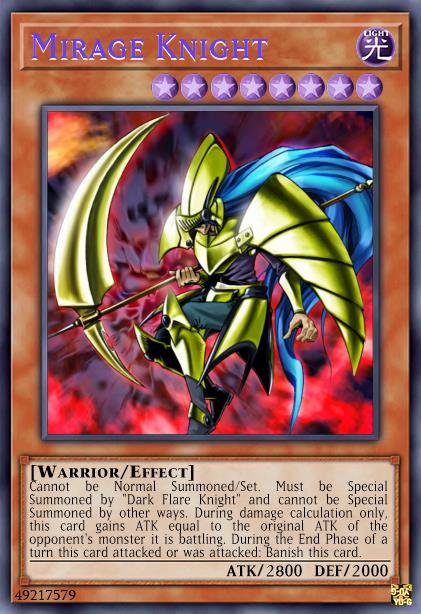 Mirage Knight
LIGHT
光
[Warrior/Effect]
Cannot be Normal Summoned/Set. Must be Special
Summoned by "Dark Flare Knight" and cannot be Special
Summoned by other ways. During damage calculation only,
this card gains ATK equal to the original ATK of the
opponent's monster it is battling. During the End Phase of a
turn this card attacked or was attacked: Banish this card.
ATK/2800 DEF/2000
49217579